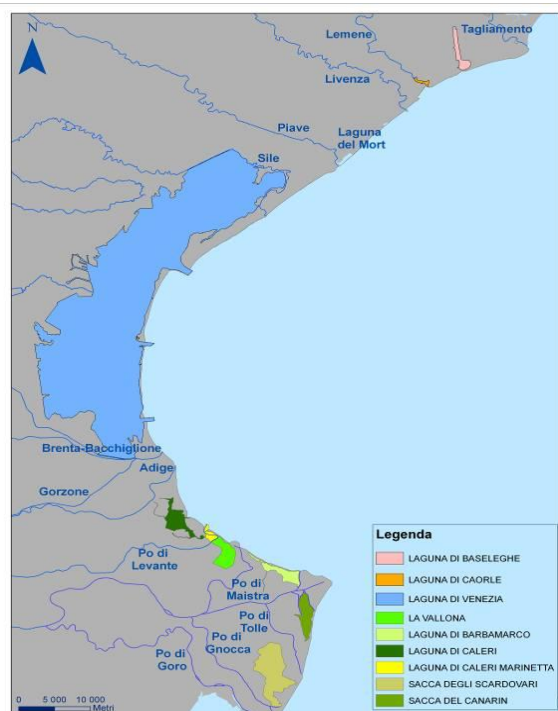 N
Lemene
Tagliamento
Livenza
Piave
Laguna
del Mort
Sile
Brenta-Bacchiglione
Adige
Gorzone
Po di
Levante
Po di
Maistra
Po di
Tolle
Po di
Gnocca
Po di
Goro
Legenda
LAGUNA DI BASELEGHE
LAGUNA DI CAORLE
LAGUNA DI VENEZIA
LA VALLONA
LAGUNA DI BARBAMARCO
LAGUNA DI CALERI
LAGUNA DI CALERI MARINETTA
SACCA DEGLI SCARDOVARI
SACCA DEL CANARIN
0 5 000 10 000
Metri